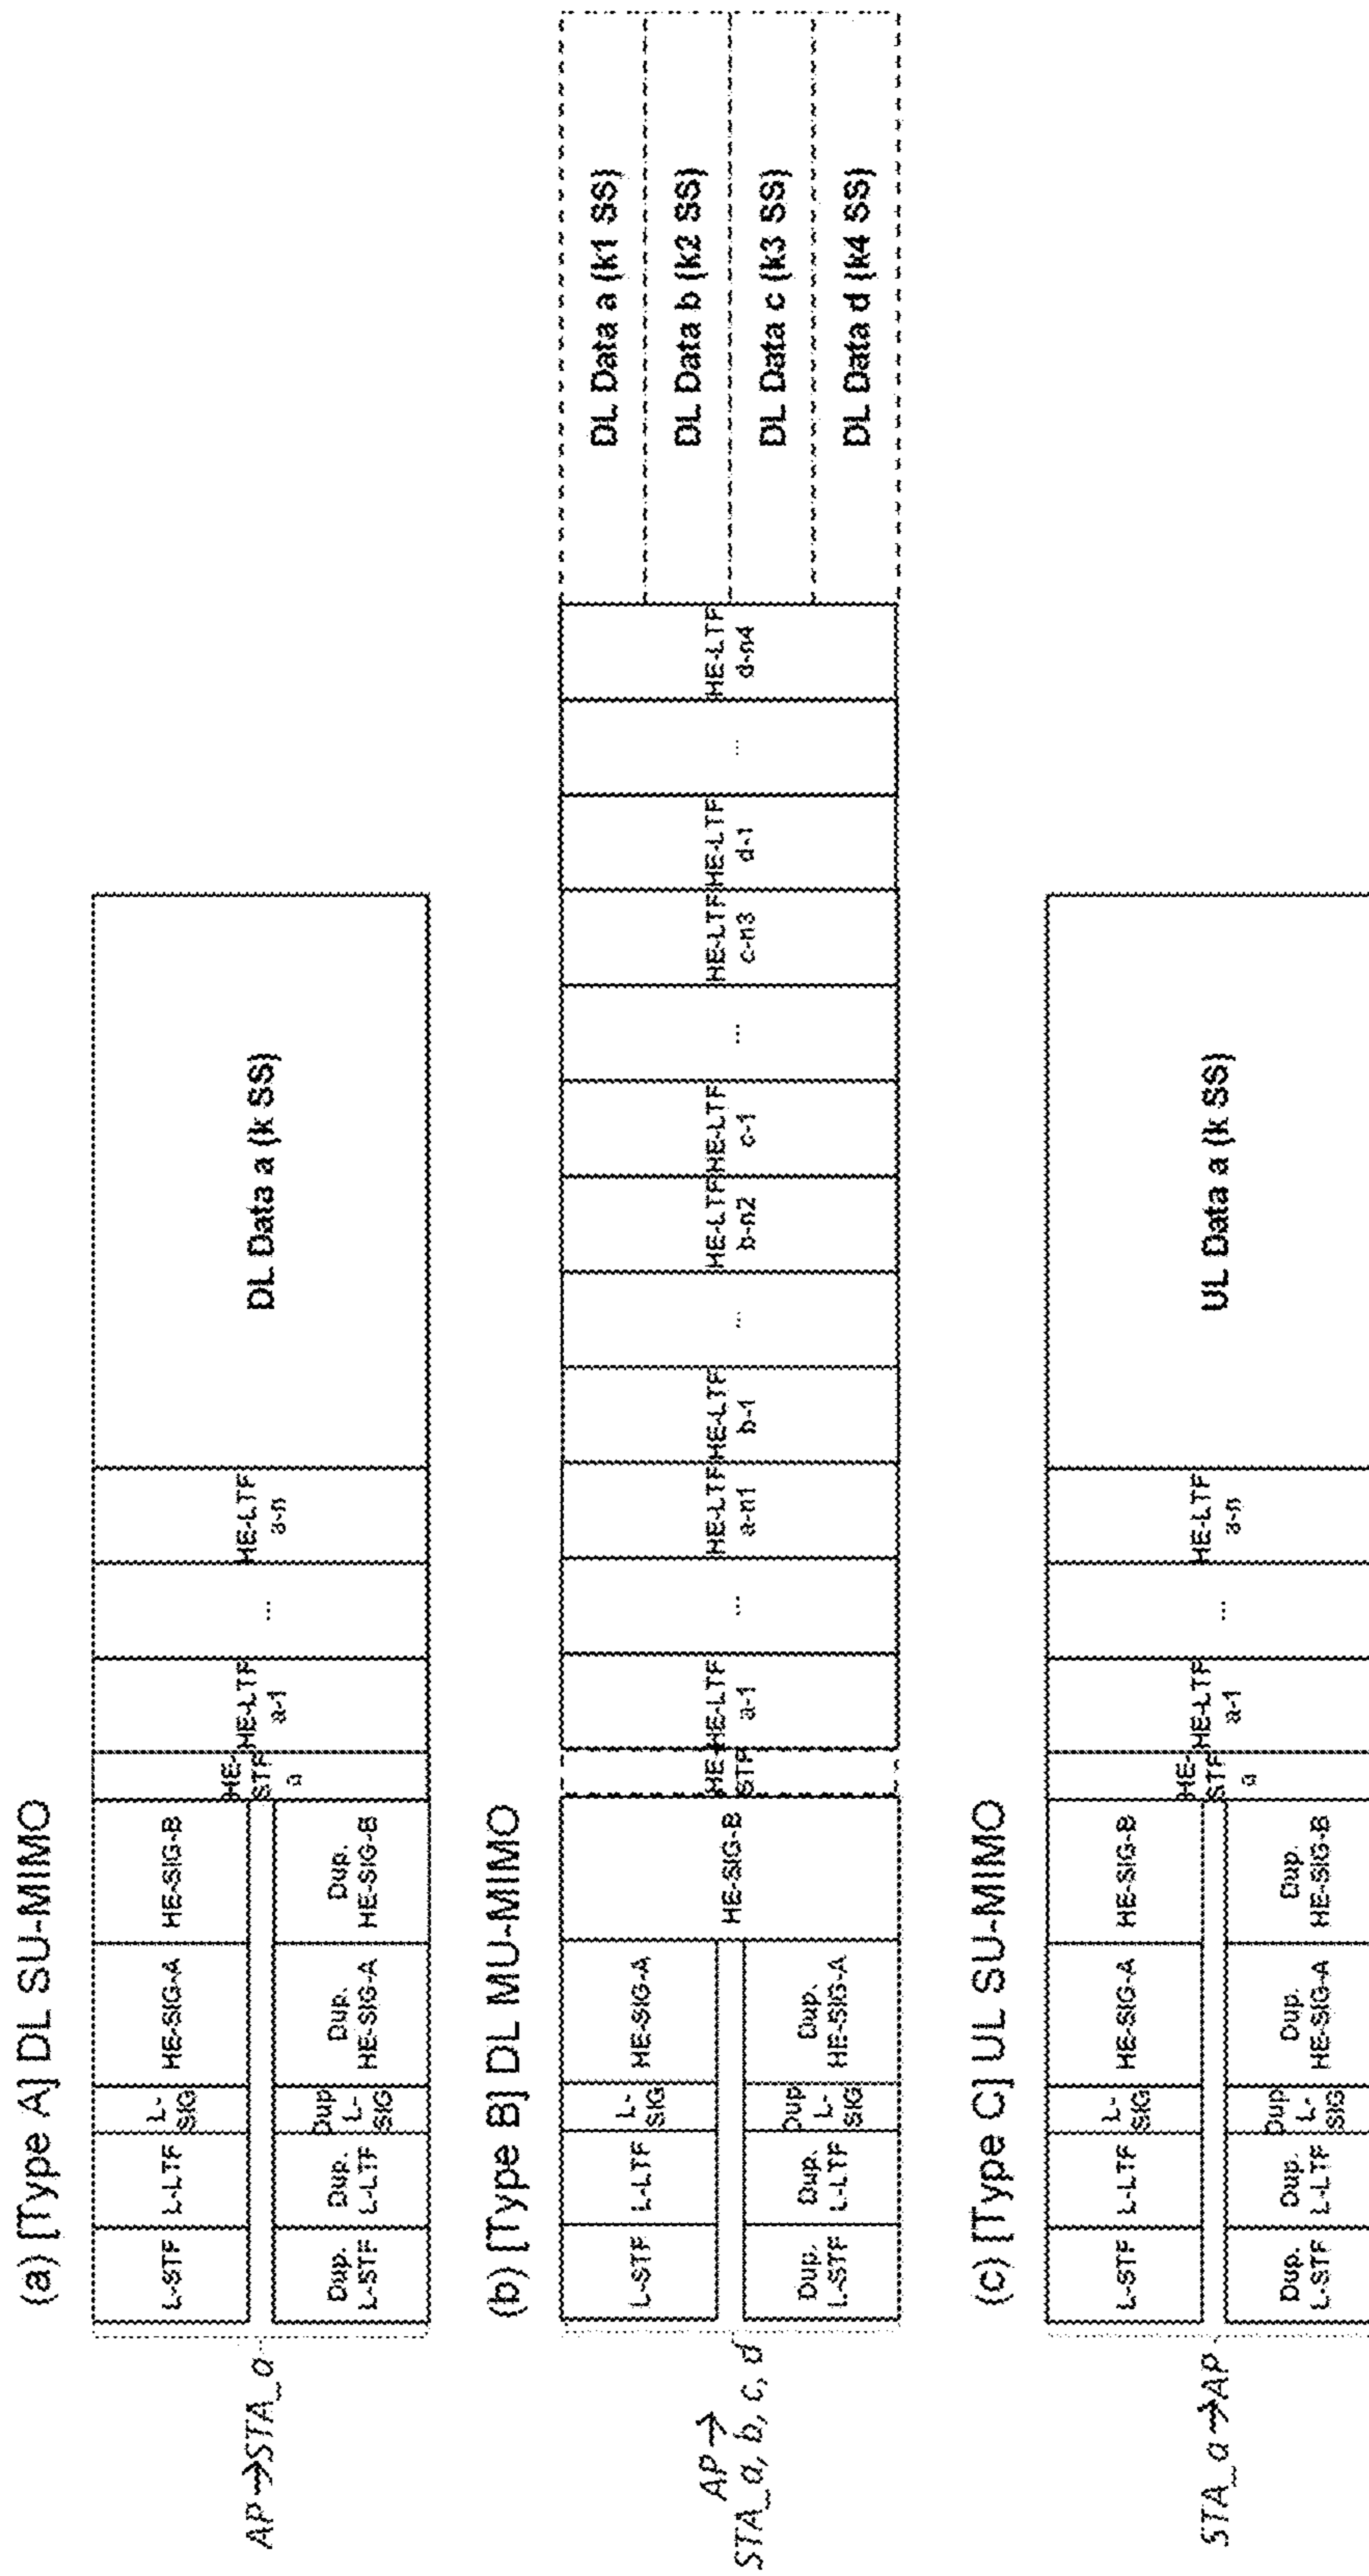 (a) [Type A] DL SU-MIMO
AP→STA_a
L-STF
L-LTF
L-
SIG
HE-SIG-A
HE-SIG-B
Dup.
L-STF
Dup.
L-LTF
Dup
L-
SIG
Dup.
HE-SIG-A
Dup.
HE-SIG-B
HE-
STF
a
HE-LTF
a-1
...
HE-LTF
a-n
DL Data a (k SS)
(b) [Type B] DL MU-MIMO
AP→
STA_a, b, c, d
L-STF
L-LTF
L-
SIG
HE-SIG-A
Dup.
L-STF
Dup.
L-LTF
Dup
L-
SIG
Dup.
HE-SIG-A
HE-SIG-B
HE-
STF
HE-LTF
a-1
...
HE-LTF
a-n1
HE-LTF
b-1
...
HE-LTF
b-n2
HE-LTF
c-1
...
HE-LTF
c-n3
HE-LTF
d-1
...
HE-LTF
d-n4
DL Data a (k1 SS)
DL Data b (k2 SS)
DL Data c (k3 SS)
DL Data d (k4 SS)
(c) [Type C] UL SU-MIMO
STA_a→AP
L-STF
L-LTF
L-
SIG
HE-SIG-A
HE-SIG-B
Dup.
L-STF
Dup.
L-LTF
Dup
L-
SIG
Dup.
HE-SIG-A
Dup.
HE-SIG-B
HE-
STF
a
HE-LTF
a-1
...
HE-LTF
a-n
UL Data a (k SS)